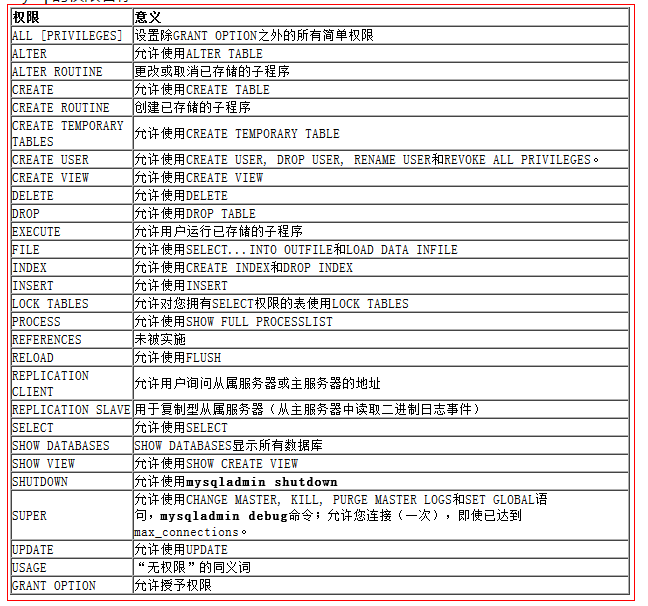 权限 意义
ALL [PRIVILEGES] 设置除GRANT OPTION之外的所有简单权限
ALTER 允许使用ALTER TABLE
ALTER ROUTINE 更改或取消已存储的子程序
CREATE 允许使用CREATE TABLE
CREATE ROUTINE 创建已存储的子程序
CREATE TEMPORARY
TABLES 允许使用CREATE TEMPORARY TABLE
CREATE USER 允许使用CREATE USER, DROP USER, RENAME USER和REVOKE ALL PRIVILEGES。
CREATE VIEW 允许使用CREATE VIEW
DELETE 允许使用DELETE
DROP 允许使用DROP TABLE
EXECUTE 允许用户运行已存储的子程序
FILE 允许使用SELECT...INTO OUTFILE和LOAD DATA INFILE
INDEX 允许使用CREATE INDEX和DROP INDEX
INSERT 允许使用INSERT
LOCK TABLES 允许对您拥有SELECT权限的表使用LOCK TABLES
PROCESS 允许使用SHOW FULL PROCESSLIST
REFERENCES 未被实施
RELOAD 允许使用FLUSH
REPLICATION
CLIENT 允许用户询问从属服务器或主服务器的地址
REPLICATION SLAVE 用于复制型从属服务器（从主服务器中读取二进制日志事件）
SELECT 允许使用SELECT
SHOW DATABASES SHOW DATABASES显示所有数据库
SHOW VIEW 允许使用SHOW CREATE VIEW
SHUTDOWN 允许使用mysqladmin shutdown
SUPER 允许使用CHANGE MASTER, KILL, PURGE MASTER LOGS和SET GLOBAL语
句，mysqladmin debug命令；允许您连接（一次），即使已达到
max_connections。
UPDATE 允许使用UPDATE
USAGE “无权限”的同义词
GRANT OPTION 允许授予权限